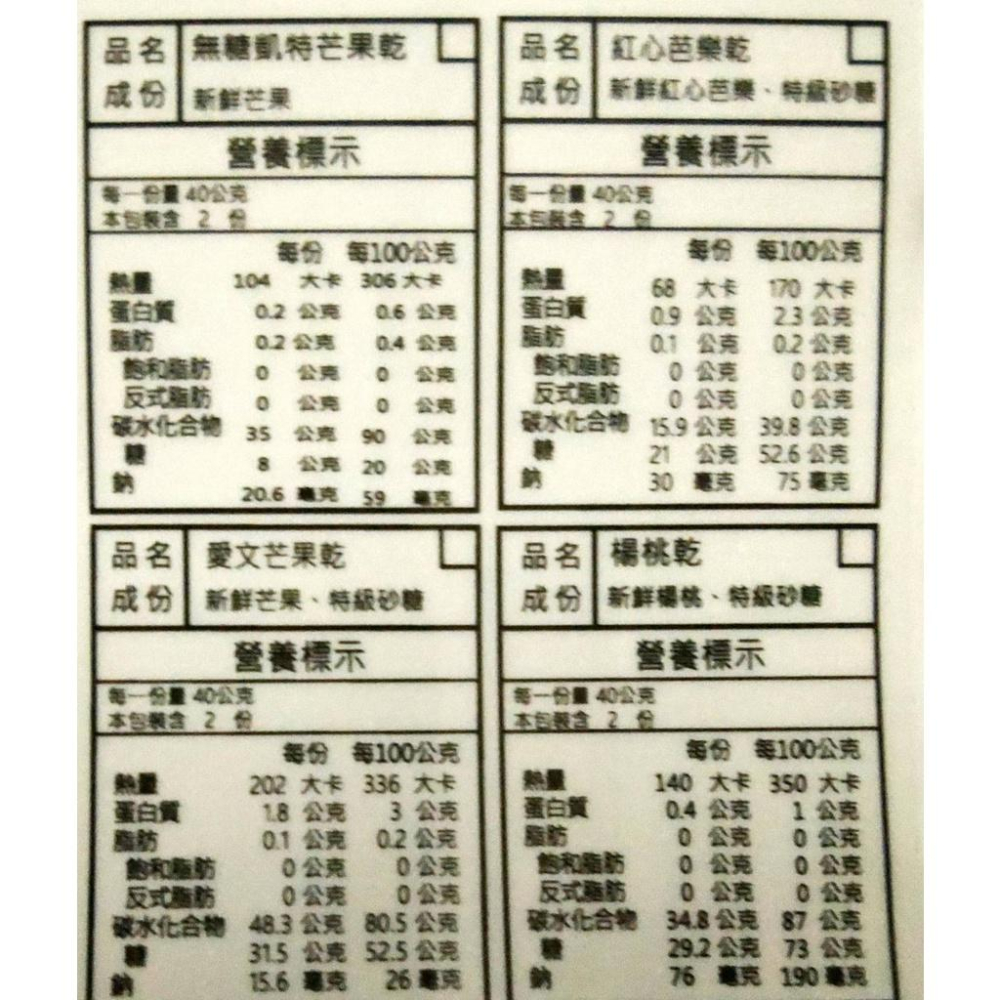 品名 無糖凱特芒果乾
成份 新鮮芒果
營養標示
每一份量 40公克
本包裝含 2 份
每份 每100公克
熱量 104 大卡 306 大卡
蛋白質 0.2 公克 0.6 公克
脂肪 0.2 公克 0.4 公克
飽和脂肪 0 公克 0 公克
反式脂肪 0 公克 0 公克
碳水化合物 35 公克 90 公克
糖 8 公克 20 公克
鈉 20.6 毫克 59 毫克
品名 紅心芭樂乾
成份 新鮮紅心芭樂、特級砂糖
營養標示
每一份量 40公克
本包裝含 2 份
每份 每100公克
熱量 68 大卡 170 大卡
蛋白質 0.9 公克 2.3 公克
脂肪 0.1 公克 0.2 公克
飽和脂肪 0 公克 0 公克
反式脂肪 0 公克 0 公克
碳水化合物 15.9 公克 39.8 公克
糖 21 公克 52.6 公克
鈉 30 毫克 75 毫克
品名 愛文芒果乾
成份 新鮮芒果、特級砂糖
營養標示
每一份量 40公克
本包裝含 2 份
每份 每100公克
熱量 202 大卡 336 大卡
蛋白質 1.8 公克 3 公克
脂肪 0.1 公克 0.2 公克
飽和脂肪 0 公克 0 公克
反式脂肪 0 公克 0 公克
碳水化合物 48.3 公克 80.5 公克
糖 31.5 公克 52.5 公克
鈉 15.6 毫克 26 毫克
品名 楊桃乾
成份 新鮮楊桃、特級砂糖
營養標示
每一份量 40公克
本包裝含 2 份
每份 每100公克
熱量 140 大卡 350 大卡
蛋白質 0.4 公克 1 公克
脂肪 0 公克 0 公克
飽和脂肪 0 公克 0 公克
反式脂肪 0 公克 0 公克
碳水化合物 34.8 公克 87 公克
糖 29.2 公克 73 公克
鈉 76 毫克 190 毫克